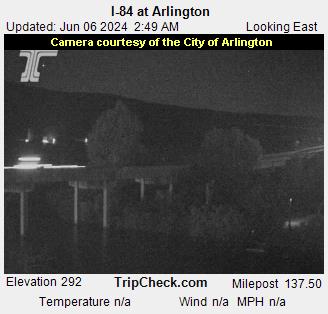 I-84 at Arlington
Updated: Jun 06 2024 2:49 AM Looking East
Camera courtesy of the City of Arlington
Elevation 292 TripCheck.com Milepost 137.50
Temperature n/a Wind n/a MPH n/a